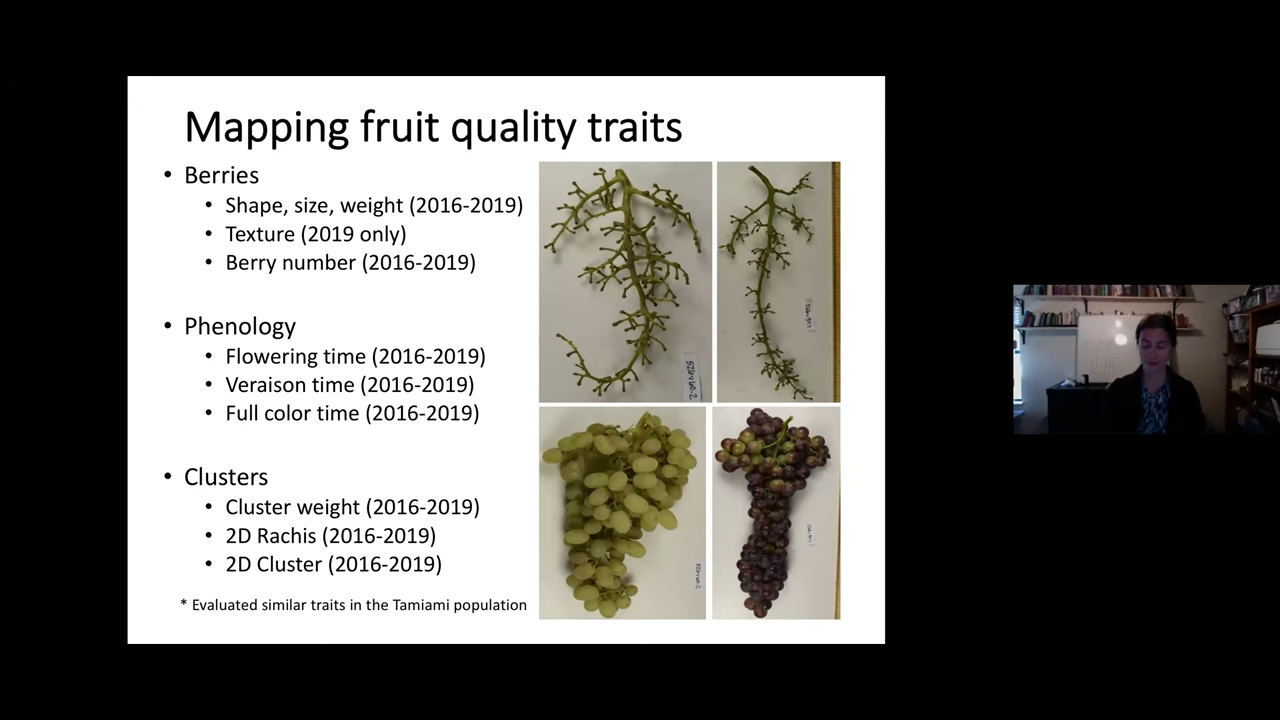 Mapping fruit quality traits
• Berries
• Shape, size, weight (2016-2019)
• Texture (2019 only)
• Berry number (2016-2019)
• Phenology
• Flowering time (2016-2019)
• Veraison time (2016-2019)
• Full color time (2016-2019)
• Clusters
• Cluster weight (2016-2019)
• 2D Rachis (2016-2019)
• 2D Cluster (2016-2019)
* Evaluated similar traits in the Tamiami population